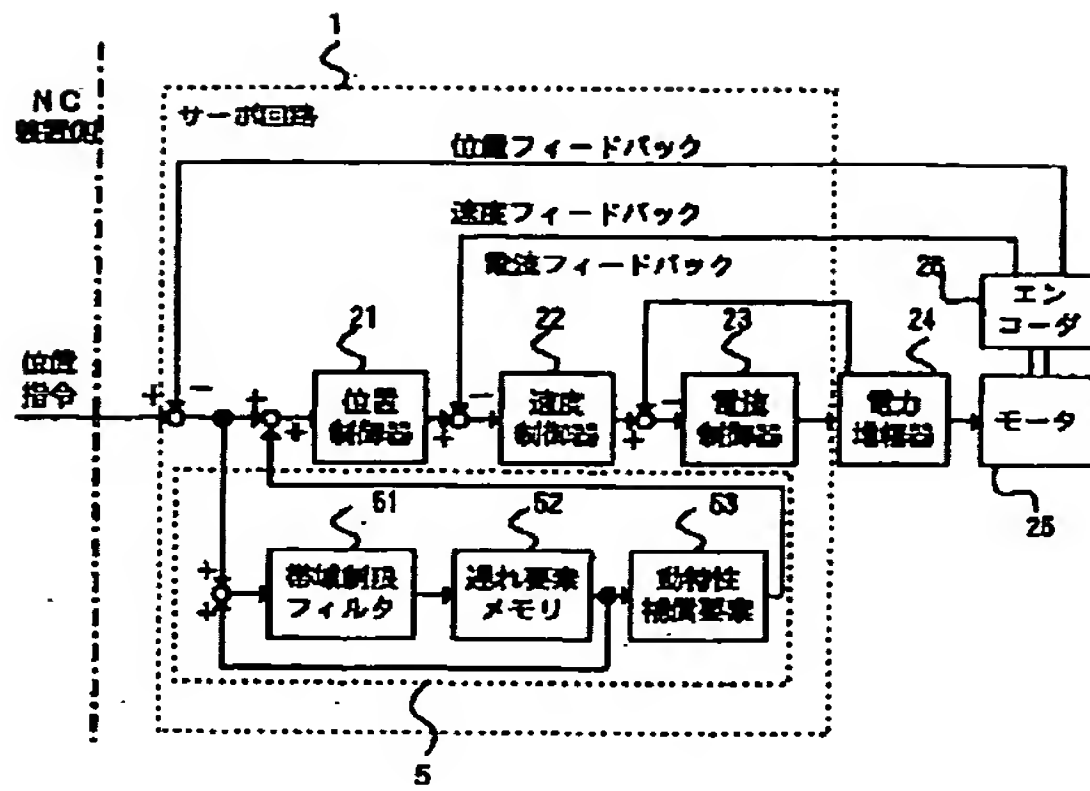 1
NC
装置側
サーボ回路
位置フィードバック
速度フィードバック
電流フィードバック
26
エン
コーダ
21
22
23
24
位置
指令
+
−
+
+
位置
制御器
+
−
速度
制御器
+
−
電流
制御器
電力
増幅器
モータ
25
51
52
53
+
+
帯域制限
フィルタ
遅れ要素
メモリ
動特性
補償要素
5